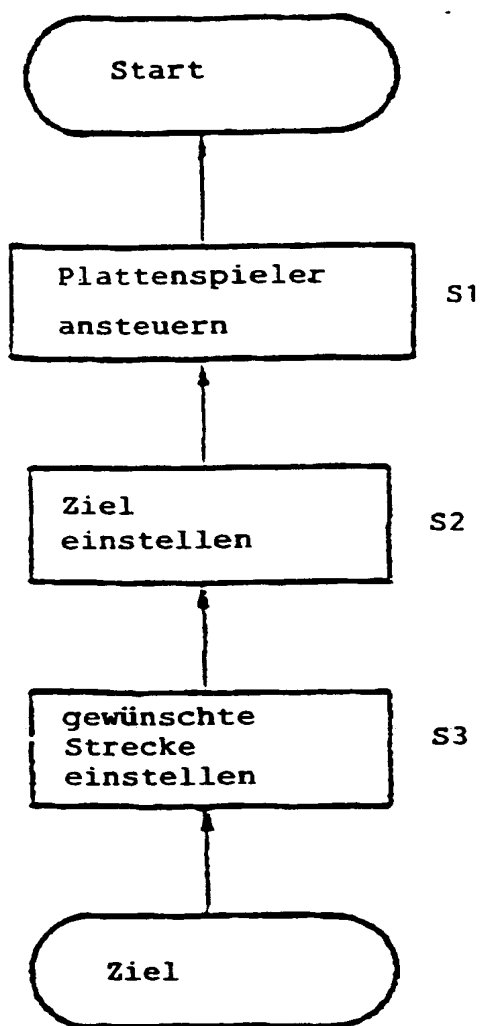 Start
Plattenspieler
ansteuern
S1
Ziel
einstellen
S2
gewünschte
Strecke
einstellen
S3
Ziel